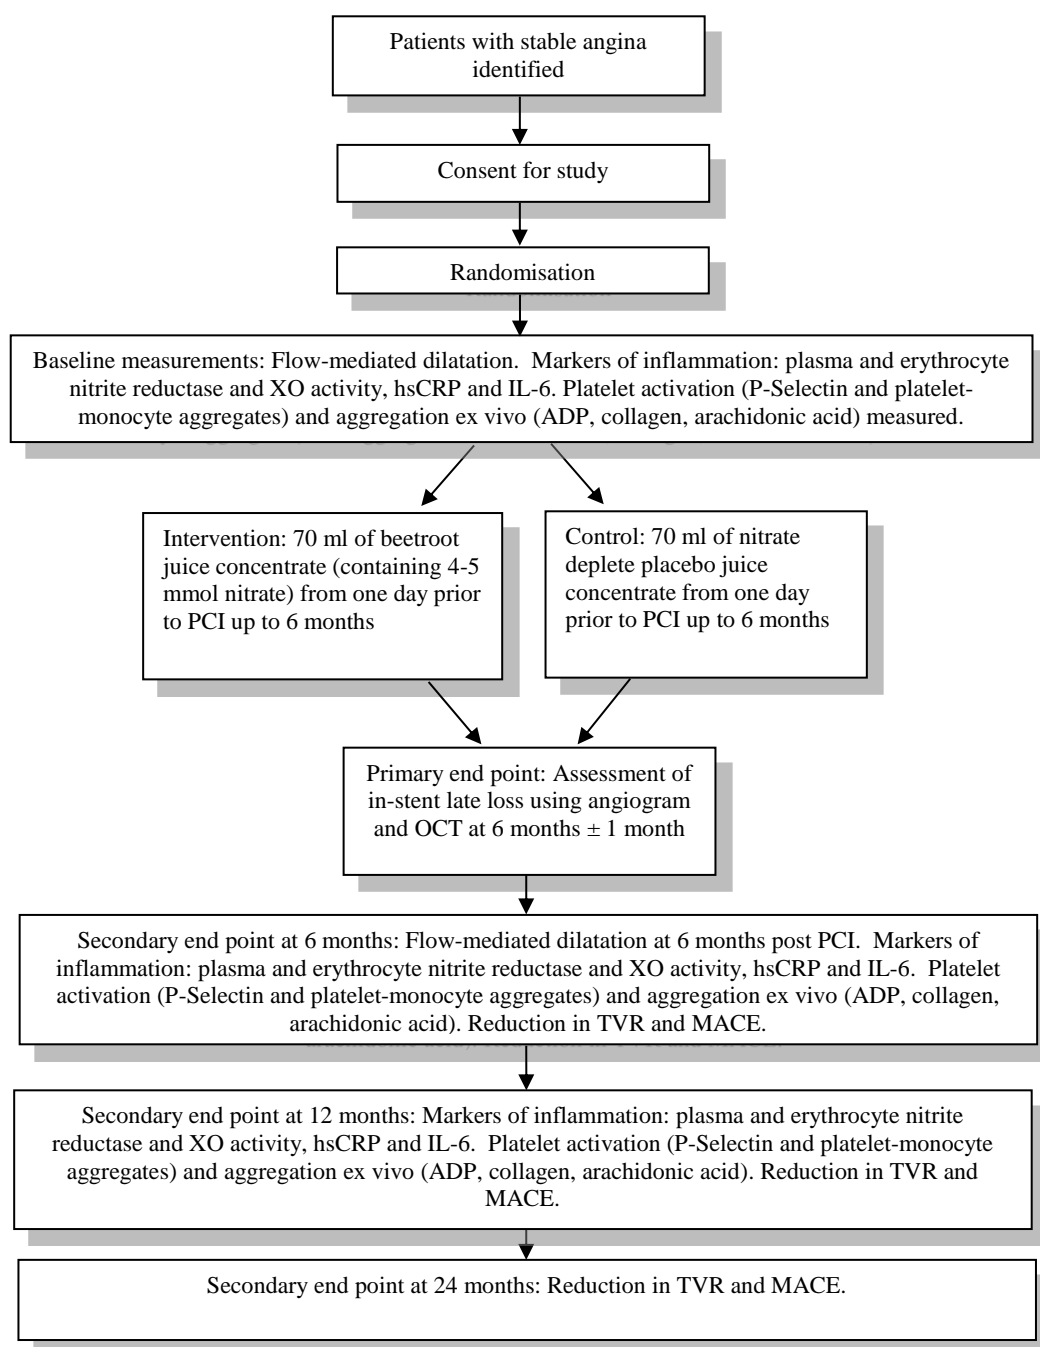 Patients with stable angina
identified
Consent for study
Randomisation
Baseline measurements: Flow-mediated dilatation.  Markers of inflammation: plasma and erythrocyte
nitrite reductase and XO activity, hsCRP and IL-6. Platelet activation (P-Selectin and platelet-
monocyte aggregates) and aggregation ex vivo (ADP, collagen, arachidonic acid) measured.
Intervention: 70 ml of beetroot
juice concentrate (containing 4-5
mmol nitrate) from one day prior
to PCI up to 6 months
Control: 70 ml of nitrate
deplete placebo juice
concentrate from one day
prior to PCI up to 6 months
Primary end point: Assessment of
in-stent late loss using angiogram
and OCT at 6 months ± 1 month
Secondary end point at 6 months: Flow-mediated dilatation at 6 months post PCI.  Markers of
inflammation: plasma and erythrocyte nitrite reductase and XO activity, hsCRP and IL-6.  Platelet
activation (P-Selectin and platelet-monocyte aggregates) and aggregation ex vivo (ADP, collagen,
arachidonic acid). Reduction in TVR and MACE.
Secondary end point at 12 months: Markers of inflammation: plasma and erythrocyte nitrite
reductase and XO activity, hsCRP and IL-6.  Platelet activation (P-Selectin and platelet-monocyte
aggregates) and aggregation ex vivo (ADP, collagen, arachidonic acid). Reduction in TVR and
MACE.
Secondary end point at 24 months: Reduction in TVR and MACE.